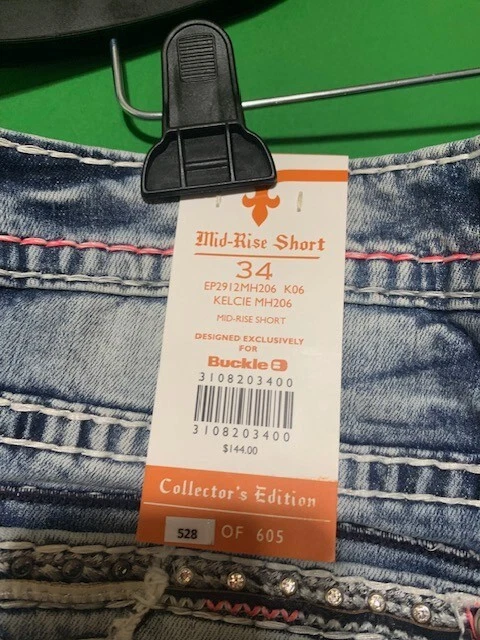 Mid-Rise Short
34
EP2912MH206 K06
KELCIE MH206
MID-RISE SHORT
DESIGNED EXCLUSIVELY
FOR
Buckle B
3108203400
3108203400
$144.00
Collector's Edition
528 OF 605